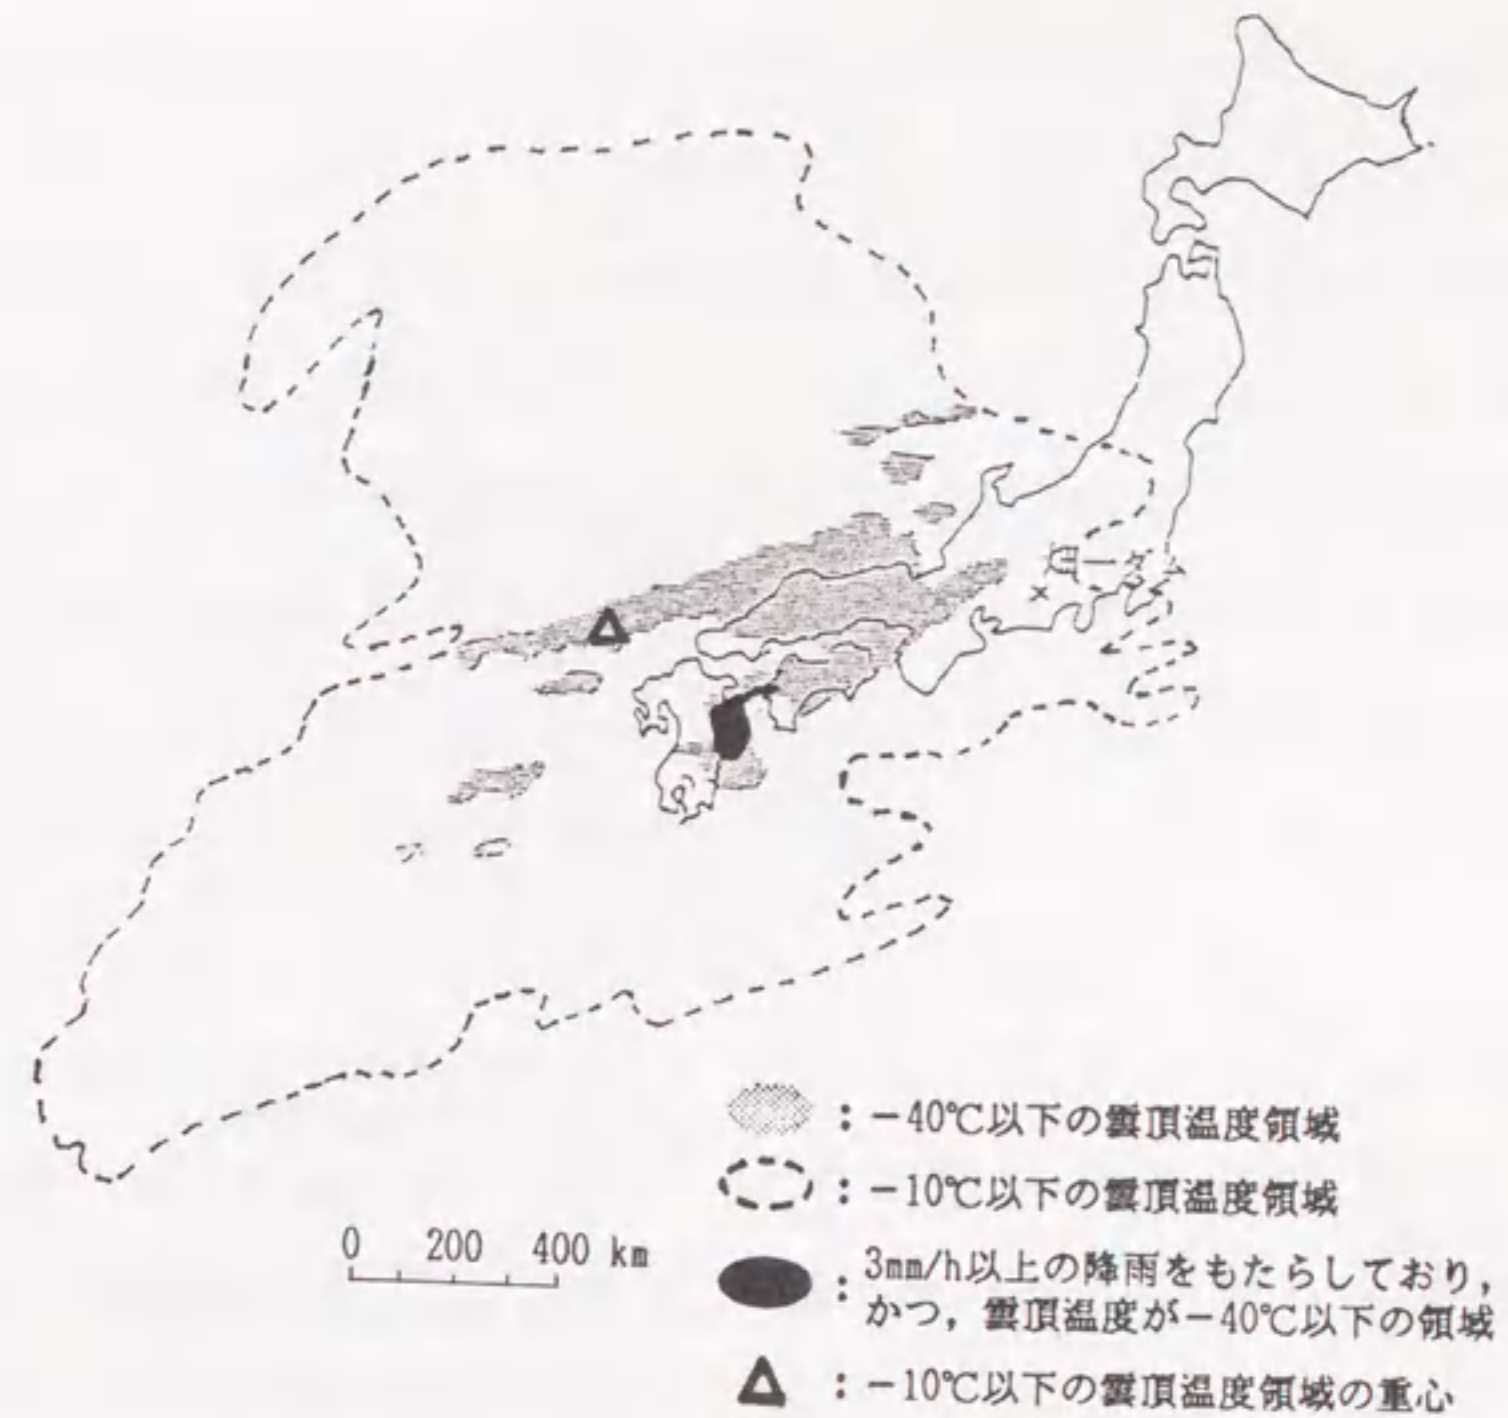 ：－40℃以下の雲頂温度領域
：－10℃以下の雲頂温度領域
0 200 400 km
：3mm/h以上の降雨をもたらしており，
かつ，雲頂温度が－40℃以下の領域
：－10℃以下の雲頂温度領域の重心